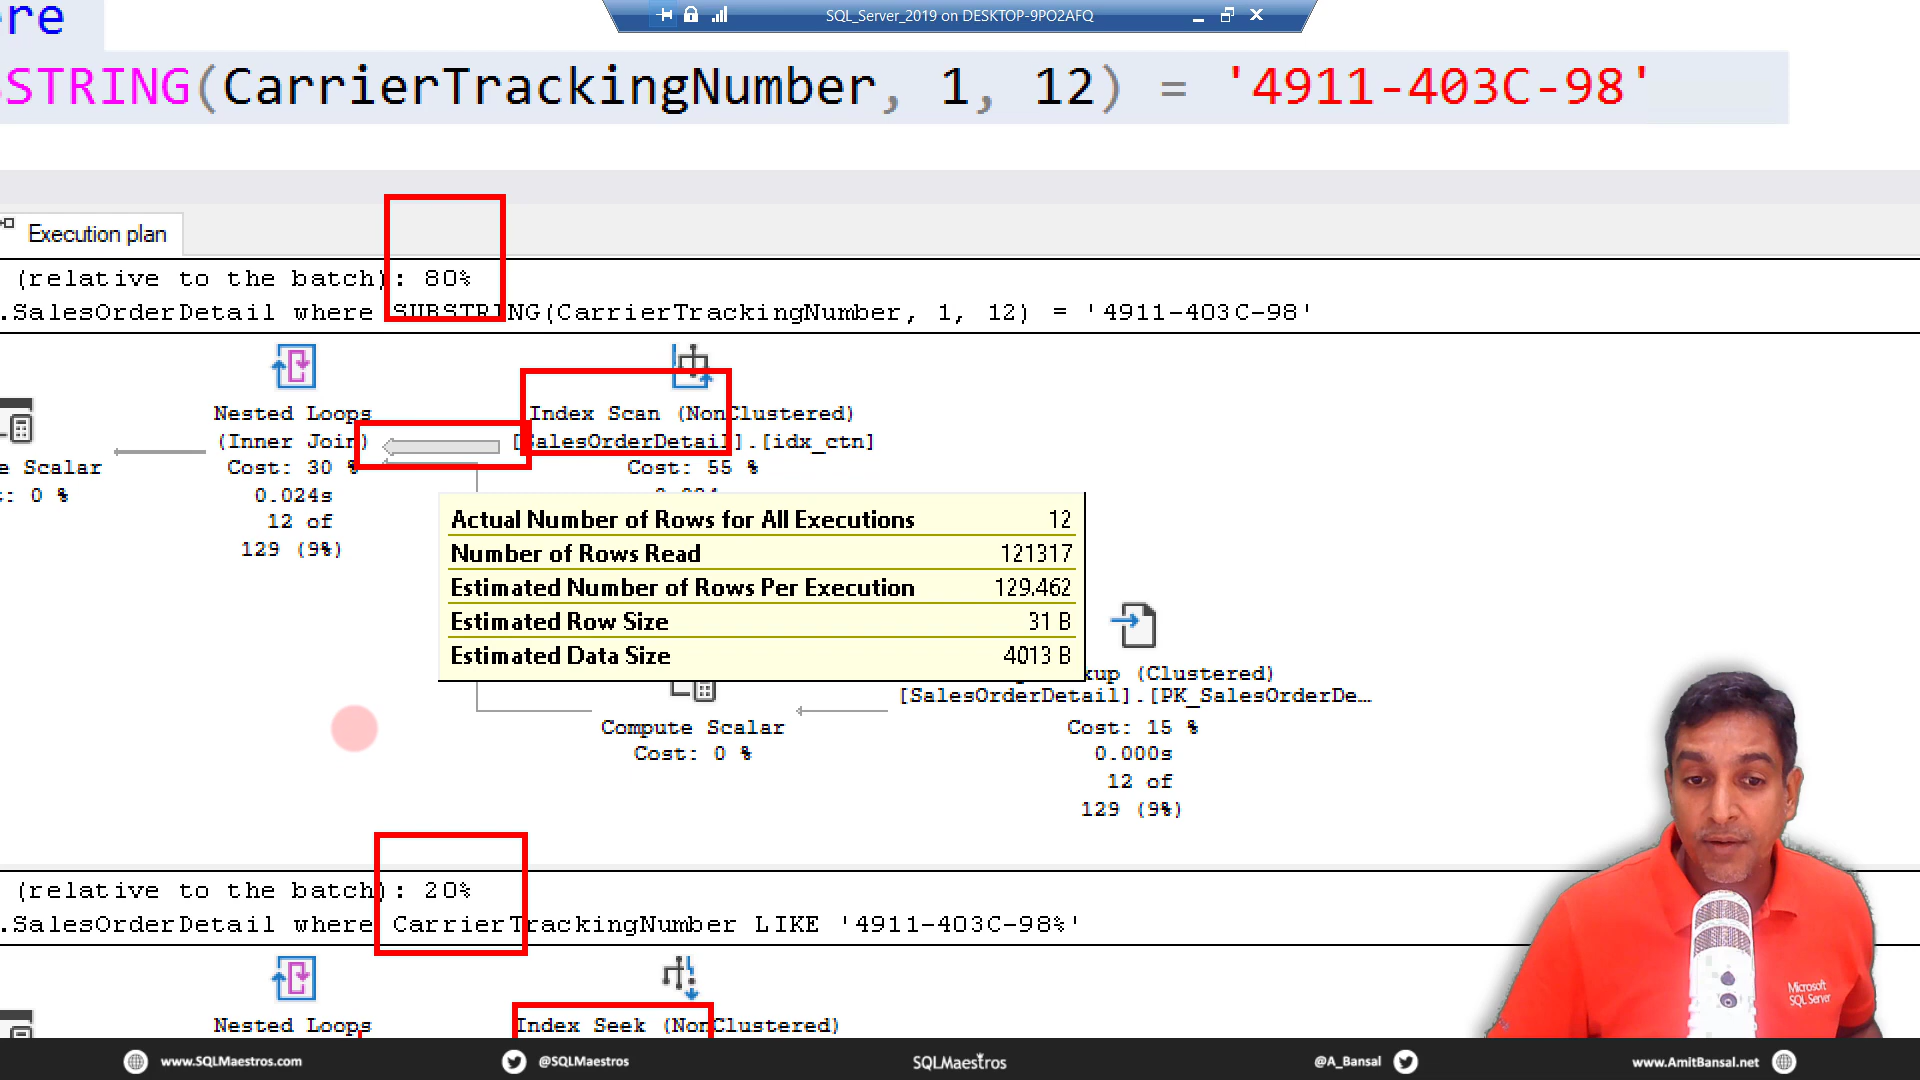 ere
SQL_Server_2019 on DESKTOP-9PO2AFQ
STRING(CarrierTrackingNumber, 1, 12) = '4911-403C-98'
Execution plan
(relative to the batch): 80%
.SalesOrderDetail where SUBSTRING(CarrierTrackingNumber, 1, 12) = '4911-403C-98'
Nested Loops
(Inner Join)
Cost: 30 %
0.024s
12 of
129 (9%)
Index Scan (NonClustered)
[SalesOrderDetail].[idx_ctn]
Cost: 55 %
e Scalar
: 0 %
Actual Number of Rows for All Executions 12
Number of Rows Read 121317
Estimated Number of Rows Per Execution 129.462
Estimated Row Size 31 B
Estimated Data Size 4013 B
Compute Scalar
Cost: 0 %
kup (Clustered)
[SalesOrderDetail].[PK_SalesOrderDe...
Cost: 15 %
0.000s
12 of
129 (9%)
(relative to the batch): 20%
.SalesOrderDetail where CarrierTrackingNumber LIKE '4911-403C-98%'
Nested Loops
Index Seek (NonClustered)
Microsoft
SQL Server
www.SQLMaestros.com
@SQLMaestros
SQLMaestros
@A_Bansal
www.AmitBansal.net